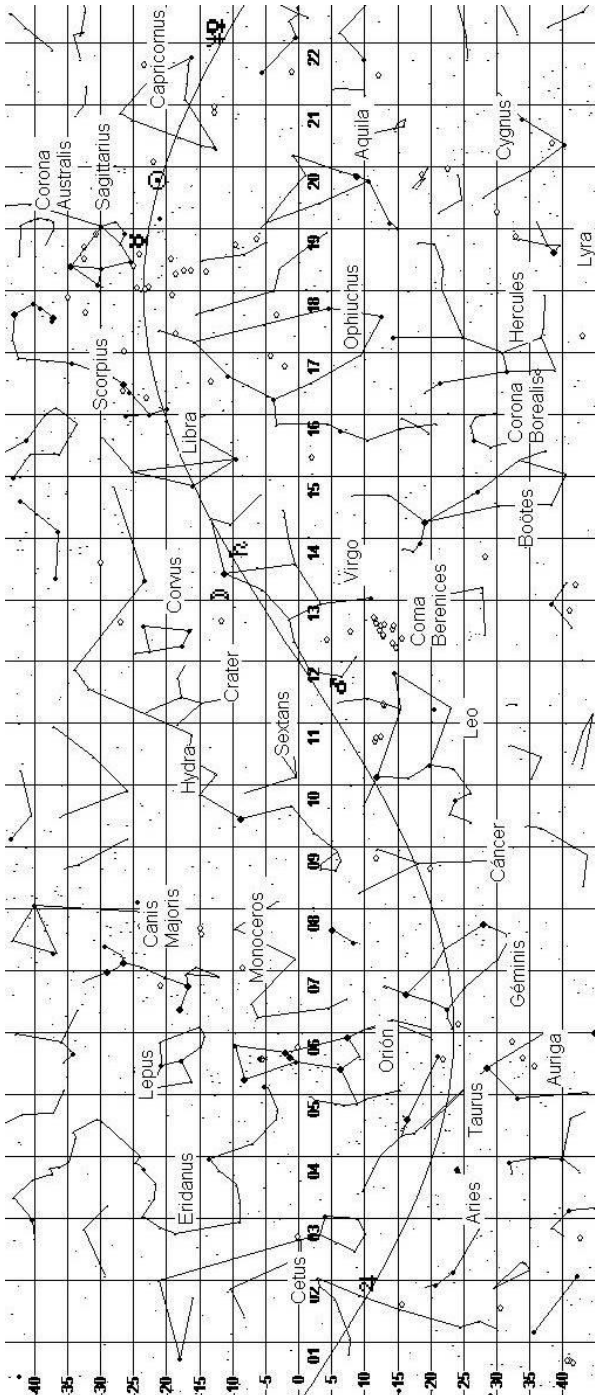 Corona
Australis
Sagittarius
Scorpius
Capricornus
Libra
Corvus
Crater
Hydra
Sextans
Canis
Majoris
Monoceros
Lepus
Eridanus
Cetus
01 02 03 04 05 06 07 08 09 10 11 12 13 14 15 16 17 18 19 20 21 22
Aquila
Ophiuchus
Virgo
Coma
Berenices
Orión
Leo
Cáncer
Taurus
Aries
Géminis
Auriga
Cygnus
Hercules
Corona
Borealis
Boötes
Lyra
-40
-35
-30
-25
-20
-15
-10
-5
0
5
10
15
20
25
30
35
40